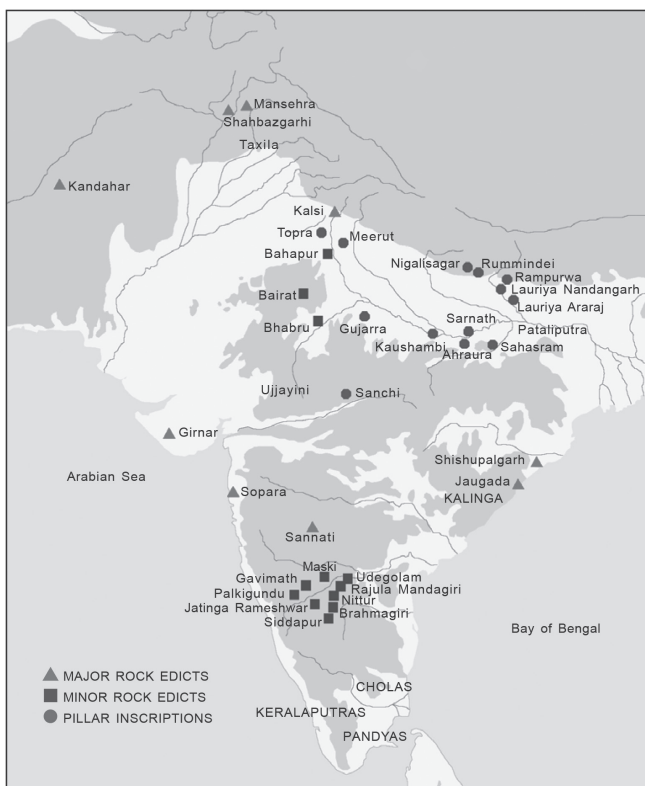 Mansehra
Shahbazgarhi
Taxila
Kandahar
Kalsi
Topra
Meerut
Bahapur
Nigalisagar
Rummindei
Rampurwa
Bairat
Lauriya Nandangarh
Lauriya Araraj
Bhabru
Gujarra
Sarnath
Pataliputra
Kaushambi
Sahasram
Ahraura
Ujjayini
Sanchi
Girnar
Shishupalgarh
Arabian Sea
Jaugada
Sopara
KALINGA
Sannati
Maski
Gavimath
Udegolam
Palkigundu
Rajula Mandagiri
Nittur
Jatinga Rameshwar
Brahmagiri
Siddapur
Bay of Bengal
MAJOR ROCK EDICTS
MINOR ROCK EDICTS
PILLAR INSCRIPTIONS
CHOLAS
KERALAPUTRAS
PANDYAS